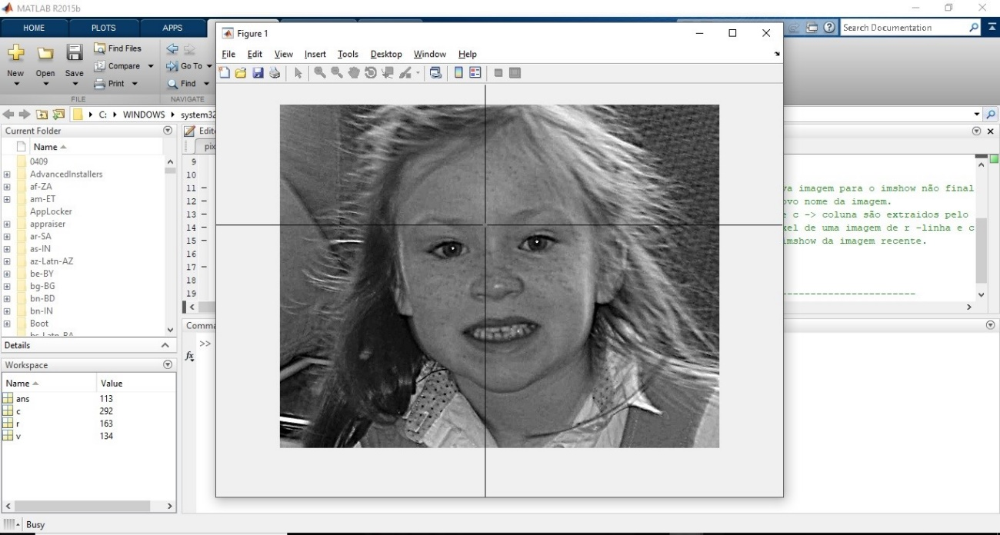 MATLAB R2015b
HOME PLOTS APPS
Search Documentation
New Open Save
Find Files
Compare
Print
FILE
Go To
Find
NAVIGATE
C: WINDOWS system32
Current Folder
Name
0409
AdvancedInstallers
af-ZA
am-ET
AppLocker
appraiser
ar-SA
as-IN
az-Latn-AZ
be-BY
bg-BG
bn-BD
bn-IN
Boot
bs-Latn-BA
Details
Workspace
Name Value
ans 113
c 292
r 163
v 134
Busy
Edit
pix
9
10
11 –
12 –
13 –
14 –
15 –
16
17 –
18
19
va imagem para o imshow não final
ovo nome da imagem.
e c -> coluna são extraidos pelo
xel de uma imagem de r -linha e c
imshow da imagem recente.
-----------------------
Comma
fx >>
Figure 1
File Edit View Insert Tools Desktop Window Help